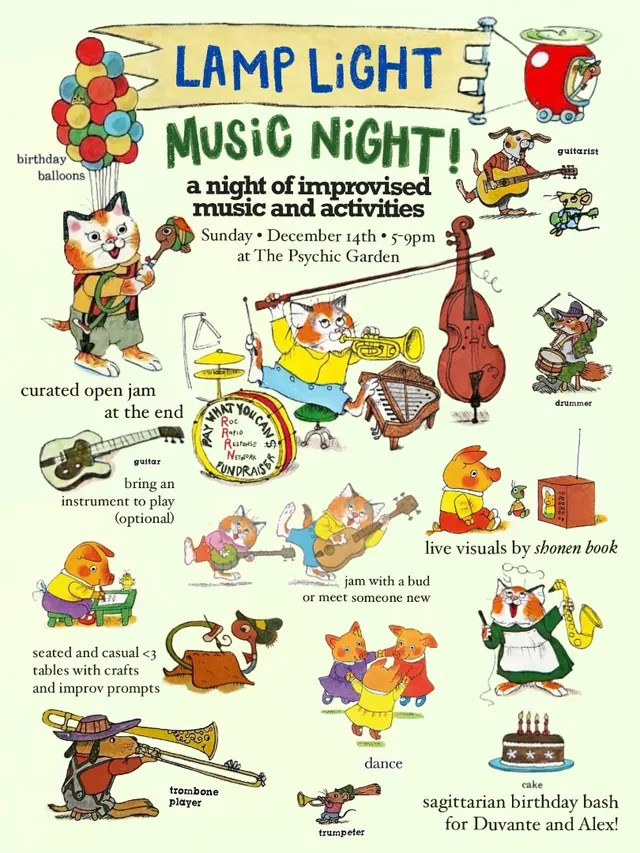 LAMP LiGHT
MUSiC NiGHT!
birthday
balloons
guitarist
a night of improvised
music and activities
Sunday • December 14th • 5-9pm
at The Psychic Garden
drummer
curated open jam
at the end
PAY WHAT YOU CAN $
Roc
Rapid
Response
Network
FUNDRAISER
guitar
bring an
instrument to play
(optional)
live visuals by shonen book
jam with a bud
or meet someone new
seated and casual <3
tables with crafts
and improv prompts
trombone
player
dance
trumpeter
cake
sagittarian birthday bash
for Duvante and Alex!